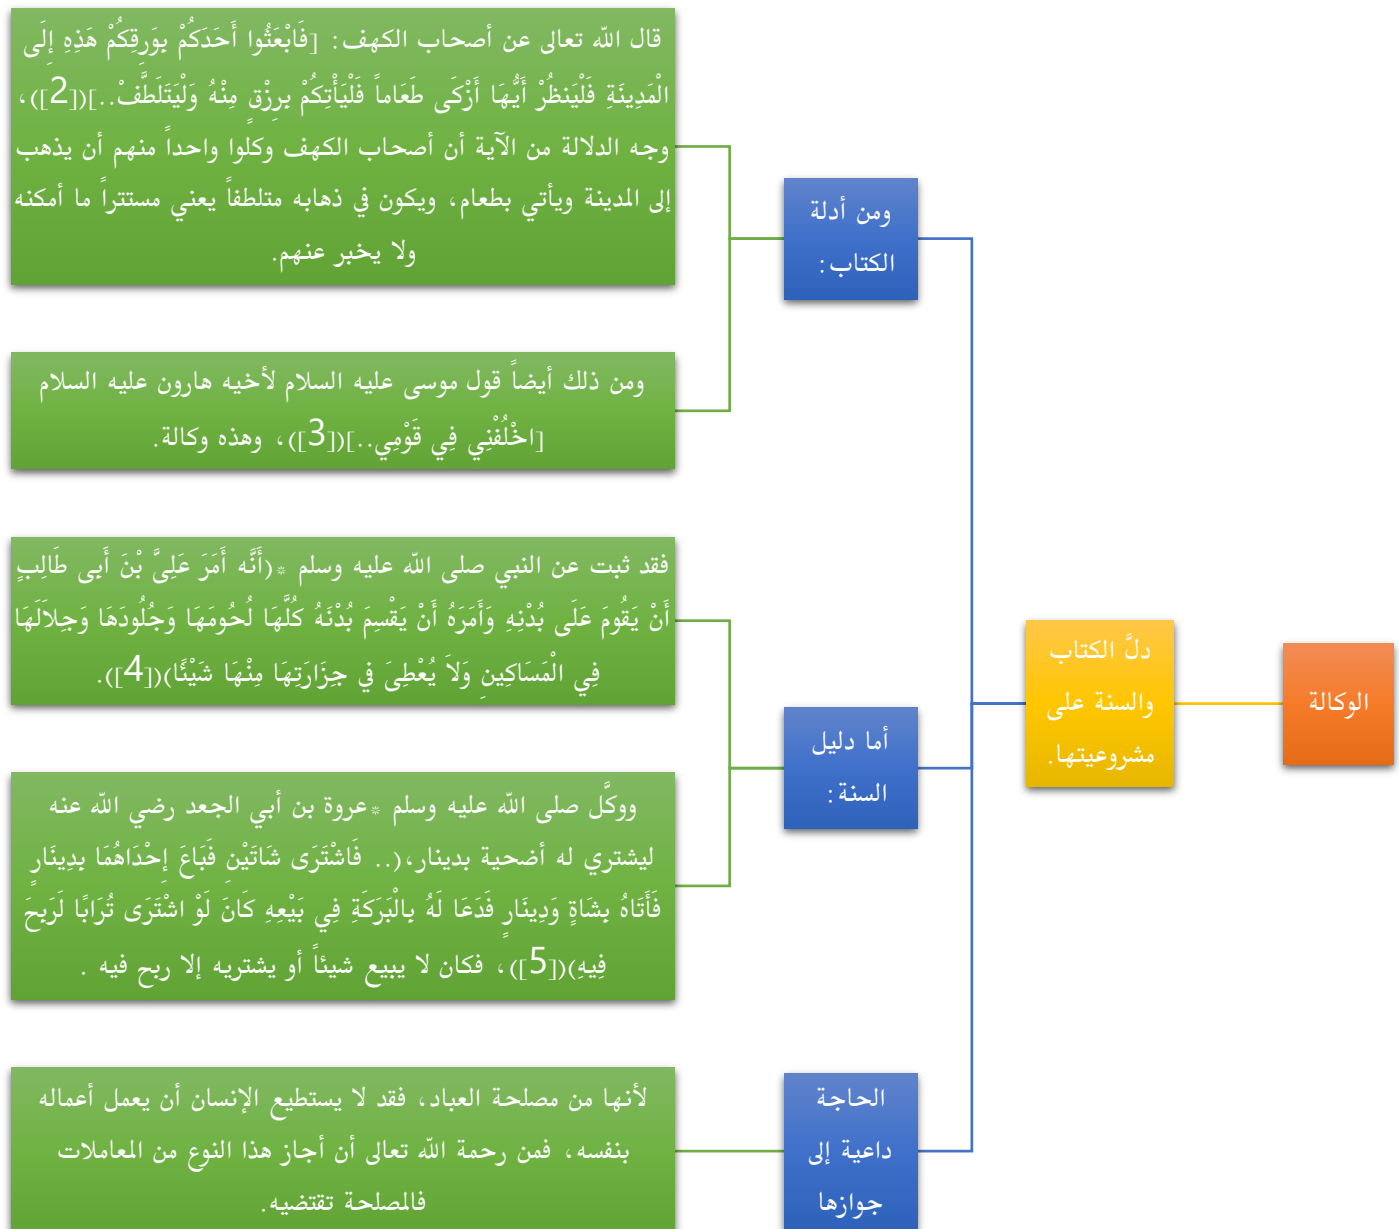 الوكالة
دلَّ الكتاب
والسنة على
مشروعيتها.
ومن أدلة
الكتاب:
قال الله تعالى عن أصحاب الكهف: [فَابْعَثُوا أَحَدَكُمْ بِوَرِقِكُمْ هَذِهِ إِلَى
الْمَدِينَةِ فَلْيَنظُرْ أَيُّهَا أَزْكَى طَعَاماً فَلْيَأْتِكُمْ بِرِزْقٍ مِنْهُ وَلْيَتَلَطَّفْ..]([2])،
وجه الدلالة من الآية أن أصحاب الكهف وكلوا واحداً منهم أن يذهب
إلى المدينة ويأتي بطعام، ويكون في ذهابه متلطفاً يعني مستتراً ما أمكنه
ولا يخبر عنهم.
ومن ذلك أيضاً قول موسى عليه السلام لأخيه هارون عليه السلام
[اخْلُفْنِي فِي قَوْمِي..]([3])، وهذه وكالة.
أما دليل
السنة:
فقد ثبت عن النبي صلى الله عليه وسلم ﷺ(أَنَّه أَمَرَ عَلِىَّ بْنَ أَبِى طَالِبٍ
أَنْ يَقُومَ عَلَى بُدْنِهِ وَأَمَرَهُ أَنْ يَقْسِمَ بُدْنَهُ كُلَّهَا لُحُومَهَا وَجُلُودَهَا وَجِلاَلَهَا
فِي الْمَسَاكِينِ وَلاَ يُعْطِىَ فِي جِزَارَتِهَا مِنْهَا شَيْئًا)([4]).
ووكَّل صلى الله عليه وسلم ﷺعروة بن أبي الجعد رضي الله عنه
ليشتري له أضحية بدينار،(.. فَاشْتَرَى شَاتَيْنِ فَبَاعَ إِحْدَاهُمَا بِدِينَارٍ
فَأَتَاهُ بِشَاةٍ وَدِينَارٍ فَدَعَا لَهُ بِالْبَرَكَةِ فِي بَيْعِهِ كَانَ لَوْ اشْتَرَى تُرَابًا لَرَبِحَ
فِيهِ)([5])، فكان لا يبيع شيئاً أو يشتريه إلا ربح فيه .
الحاجة
داعية إلى
جوازها
لأنها من مصلحة العباد، فقد لا يستطيع الإنسان أن يعمل أعماله
بنفسه، فمن رحمة الله تعالى أن أجاز هذا النوع من المعاملات
فالمصلحة تقتضيه.